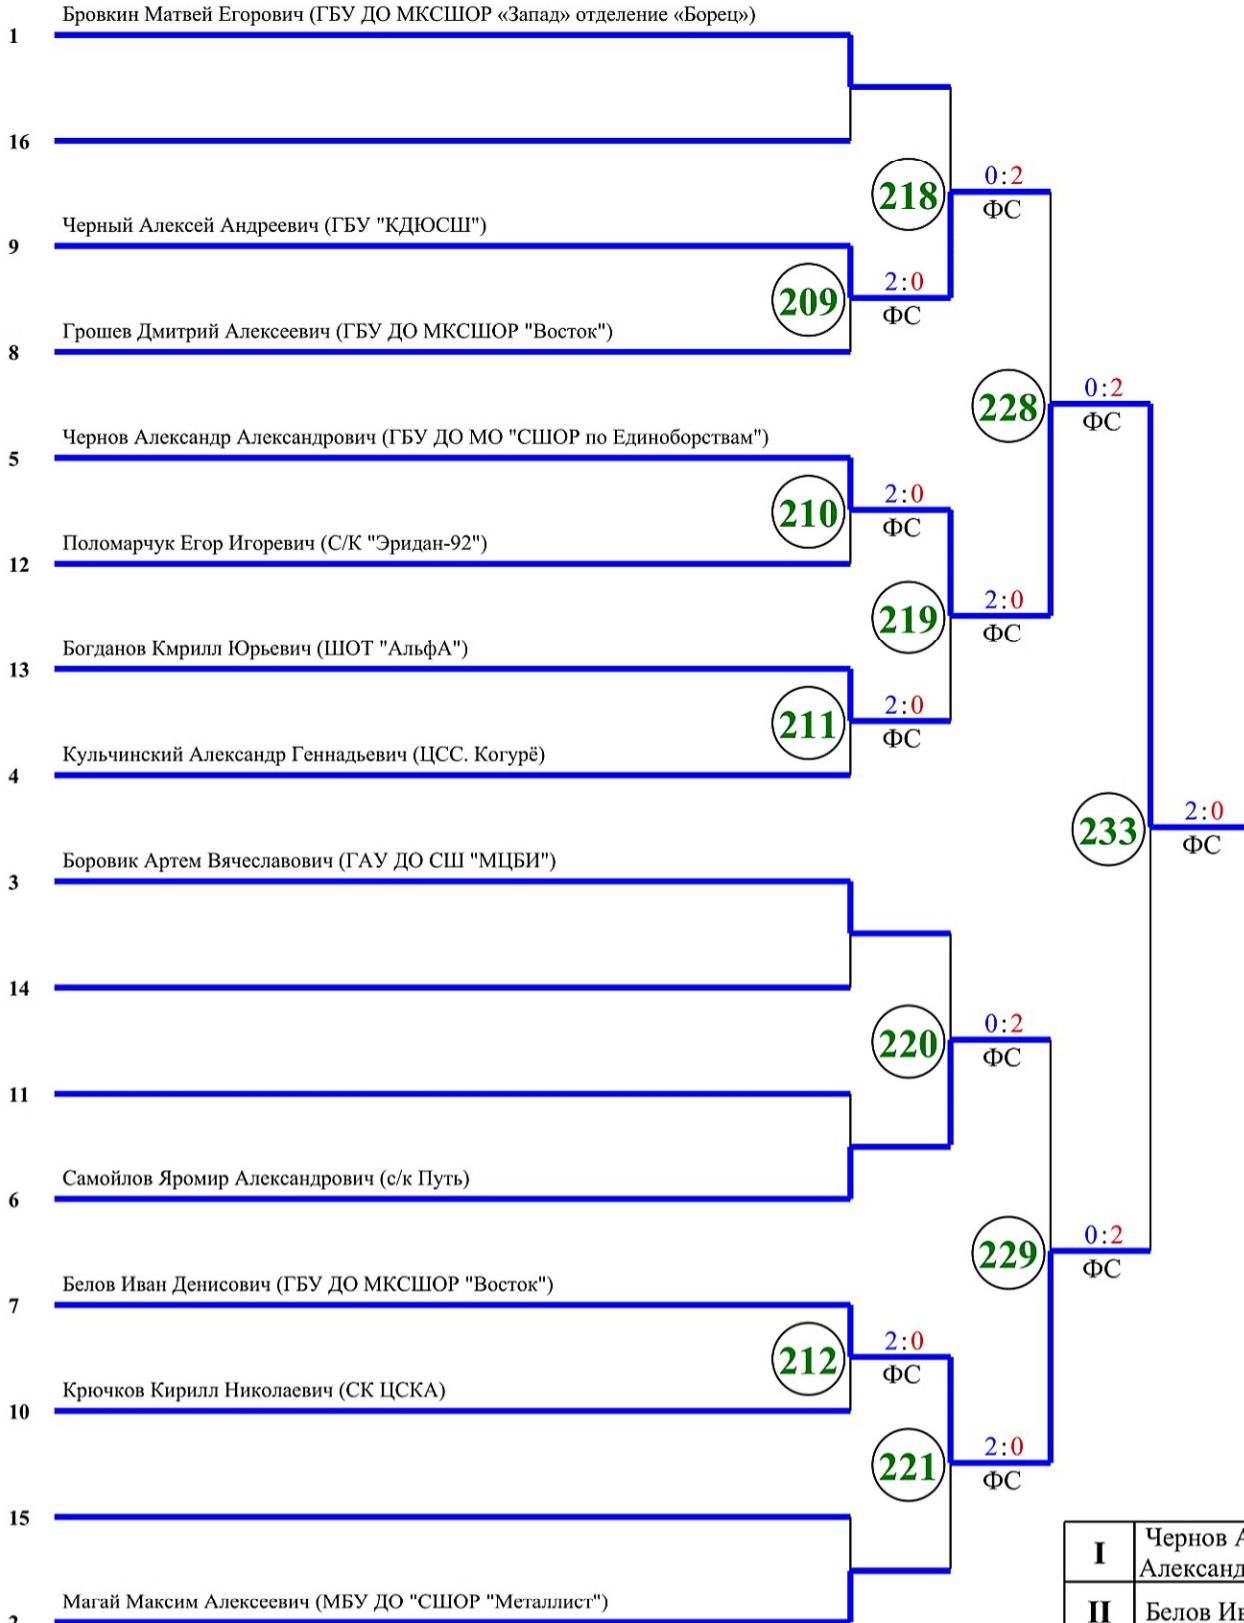 Бровкин Матвей Егорович (ГБУ ДО МКСШОР «Запад» отделение «Борец»)
1
16
218
0:2
ФС
Черный Алексей Андреевич (ГБУ "КДЮСШ")
9
209
2:0
ФС
Грошев Дмитрий Алексеевич (ГБУ ДО МКСШОР "Восток")
8
228
0:2
ФС
Чернов Александр Александрович (ГБУ ДО МО "СШОР по Единоборствам")
5
210
2:0
ФС
Поломарчук Егор Игоревич (С/К "Эридан-92")
12
219
2:0
ФС
Богданов Кмрилл Юрьевич (ШОТ "АльфА")
13
211
2:0
ФС
Кульчинский Александр Геннадьевич (ЦСС. Когурё)
4
233
2:0
ФС
Боровик Артем Вячеславович (ГАУ ДО СШ "МЦБИ")
3
14
220
0:2
ФС
11
Самойлов Яромир Александрович (с/к Путь)
6
229
0:2
ФС
Белов Иван Денисович (ГБУ ДО МКСШОР "Восток")
7
212
2:0
ФС
Крючков Кирилл Николаевич (СК ЦСКА)
10
221
2:0
ФС
15
I
Чернов А
Александ
Магай Максим Алексеевич (МБУ ДО "СШОР "Металлист")
II
Белов Ив